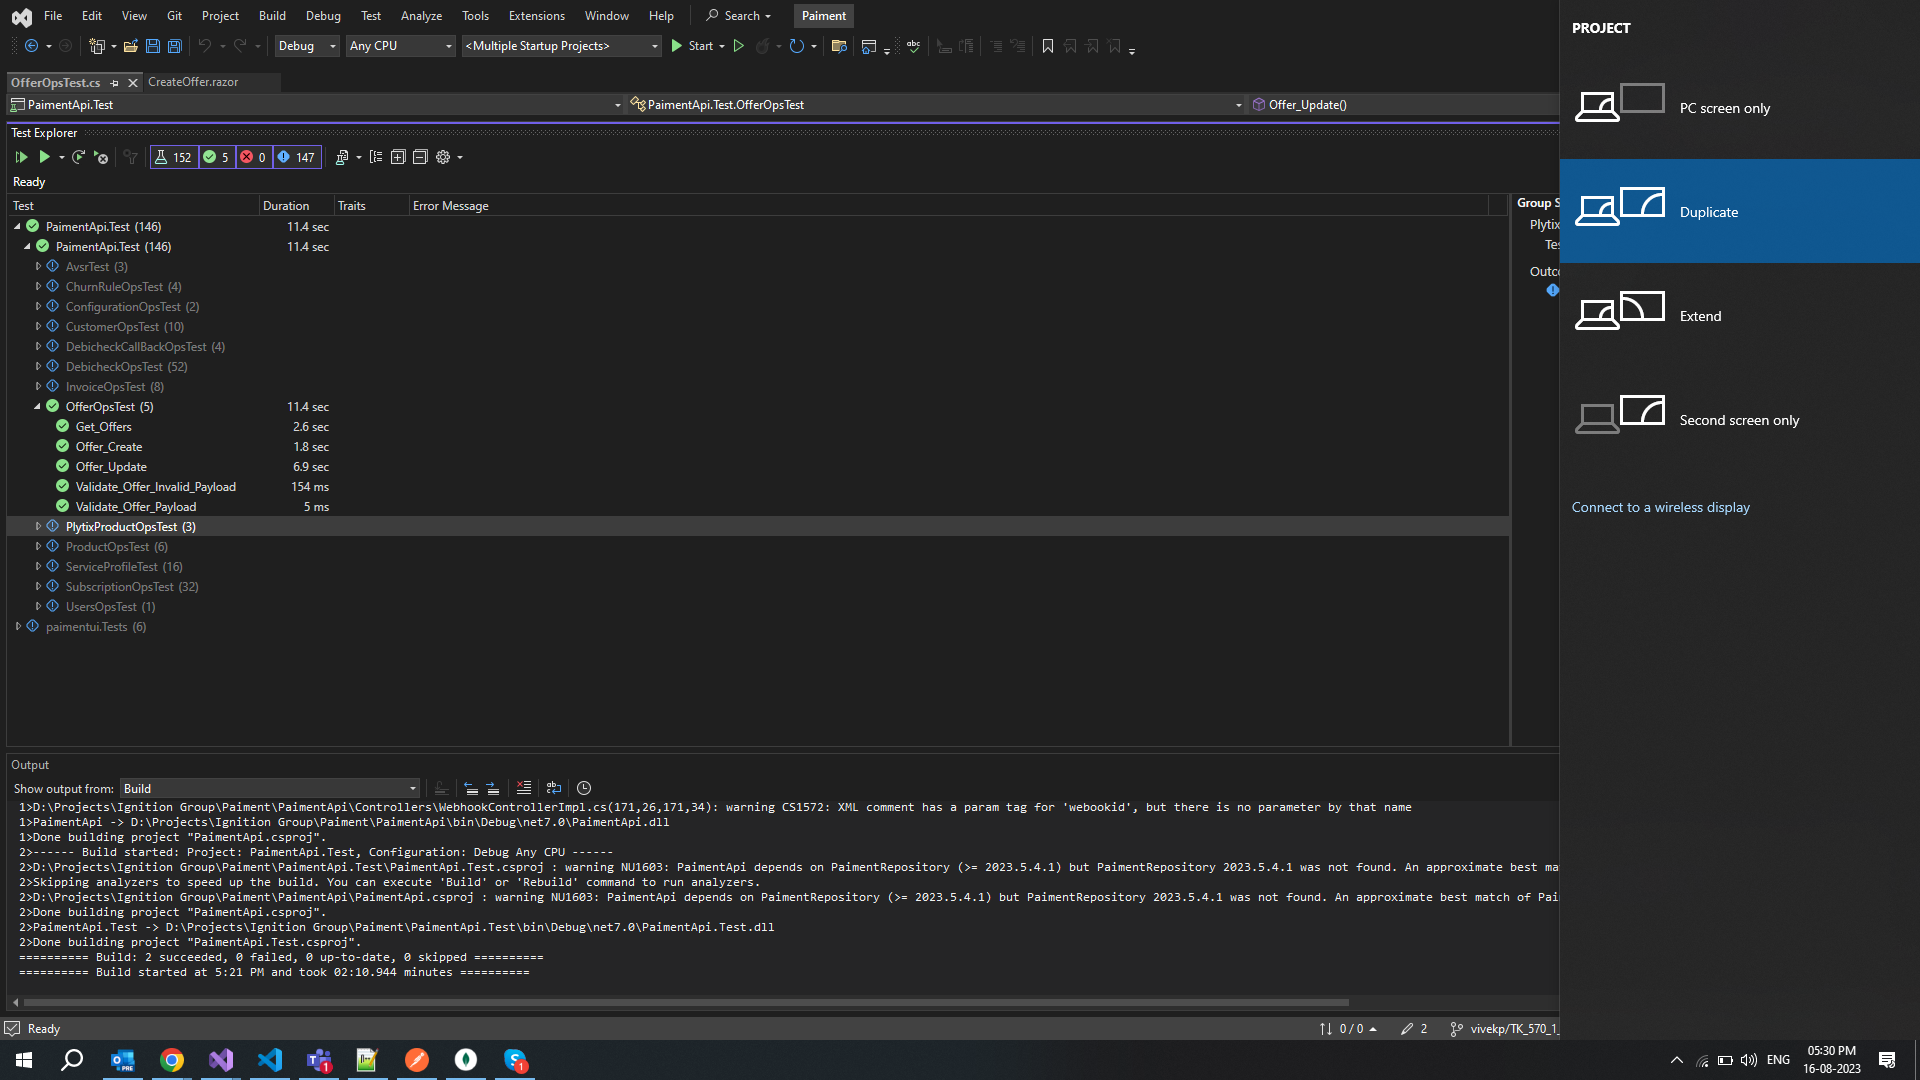 File Edit View Git Project Build Debug Test Analyze Tools Extensions Window Help Search Paiment
Debug Any CPU <Multiple Startup Projects> Start
OfferOpsTest.cs CreateOffer.razor
PaimentApi.Test PaimentApi.Test.OfferOpsTest Offer_Update()
Test Explorer
152 5 0 147
Ready
Test Duration Traits Error Message
PaimentApi.Test (146) 11.4 sec
PaimentApi.Test (146) 11.4 sec
AvsrTest (3)
ChurnRuleOpsTest (4)
ConfigurationOpsTest (2)
CustomerOpsTest (10)
DebicheckCallBackOpsTest (4)
DebicheckOpsTest (52)
InvoiceOpsTest (8)
OfferOpsTest (5) 11.4 sec
Get_Offers 2.6 sec
Offer_Create 1.8 sec
Offer_Update 6.9 sec
Validate_Offer_Invalid_Payload 154 ms
Validate_Offer_Payload 5 ms
PlytixProductOpsTest (3)
ProductOpsTest (6)
ServiceProfileTest (16)
SubscriptionOpsTest (32)
UsersOpsTest (1)
paimentui.Tests (6)
Group S
Plytix
Tes
Outco
Output
Show output from: Build
1>D:\Projects\Ignition Group\Paiment\PaimentApi\Controllers\WebhookControllerImpl.cs(171,26,171,34): warning CS1572: XML comment has a param tag for 'webookid', but there is no parameter by that name
1>PaimentApi -> D:\Projects\Ignition Group\Paiment\PaimentApi\bin\Debug\net7.0\PaimentApi.dll
1>Done building project "PaimentApi.csproj".
2>------ Build started: Project: PaimentApi.Test, Configuration: Debug Any CPU ------
2>D:\Projects\Ignition Group\Paiment\PaimentApi.Test\PaimentApi.Test.csproj : warning NU1603: PaimentApi depends on PaimentRepository (>= 2023.5.4.1) but PaimentRepository 2023.5.4.1 was not found. An approximate best ma
2>Skipping analyzers to speed up the build. You can execute 'Build' or 'Rebuild' command to run analyzers.
2>D:\Projects\Ignition Group\Paiment\PaimentApi\PaimentApi.csproj : warning NU1603: PaimentApi depends on PaimentRepository (>= 2023.5.4.1) but PaimentRepository 2023.5.4.1 was not found. An approximate best match of Pai
2>Done building project "PaimentApi.csproj".
2>PaimentApi.Test -> D:\Projects\Ignition Group\Paiment\PaimentApi.Test\bin\Debug\net7.0\PaimentApi.Test.dll
2>Done building project "PaimentApi.Test.csproj".
========== Build: 2 succeeded, 0 failed, 0 up-to-date, 0 skipped ==========
========== Build started at 5:21 PM and took 02:10.944 minutes ==========
Ready 0 / 0 2 vivekp/TK_570_1_
PROJECT
PC screen only
Duplicate
Extend
Second screen only
Connect to a wireless display
ENG 05:30 PM
16-08-2023